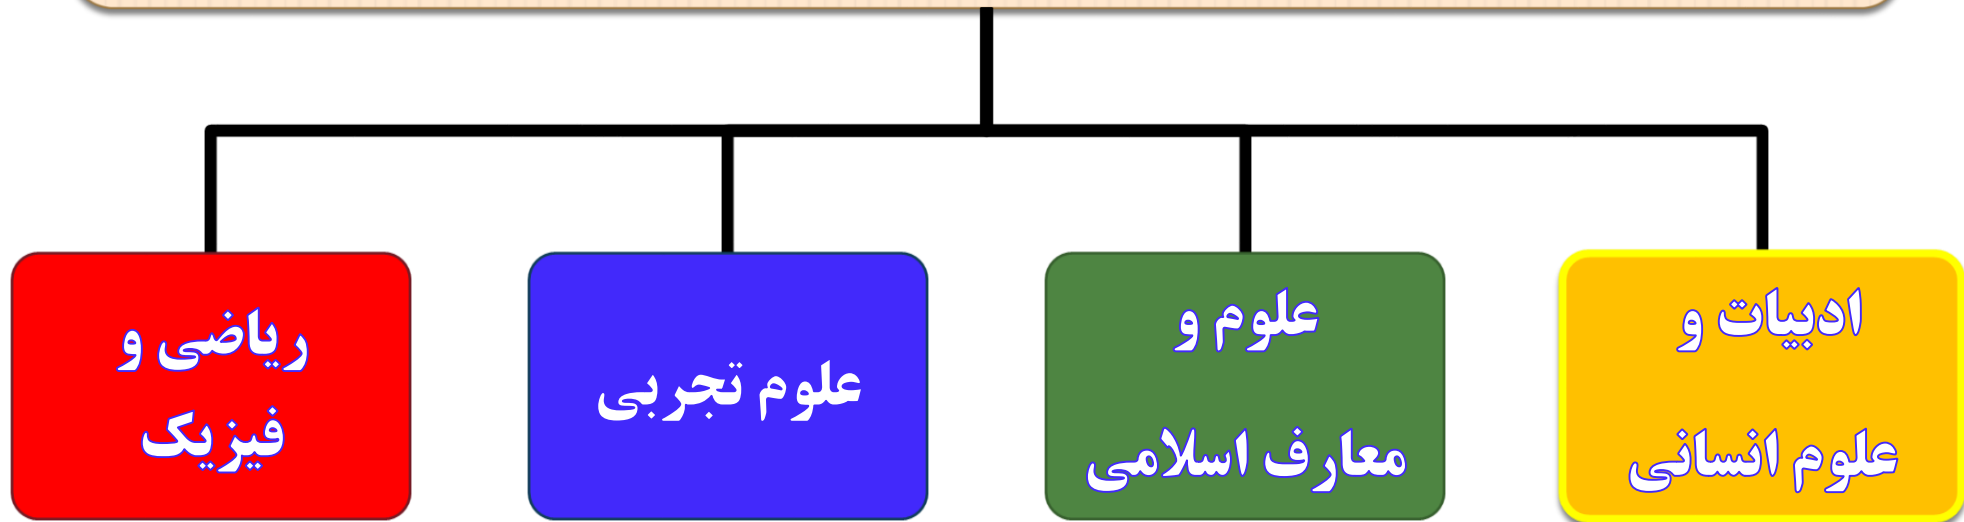 ادبیات و
علوم انسانی
علوم و
معارف اسلامی
علوم تجربی
ریاضی و
فیزیک